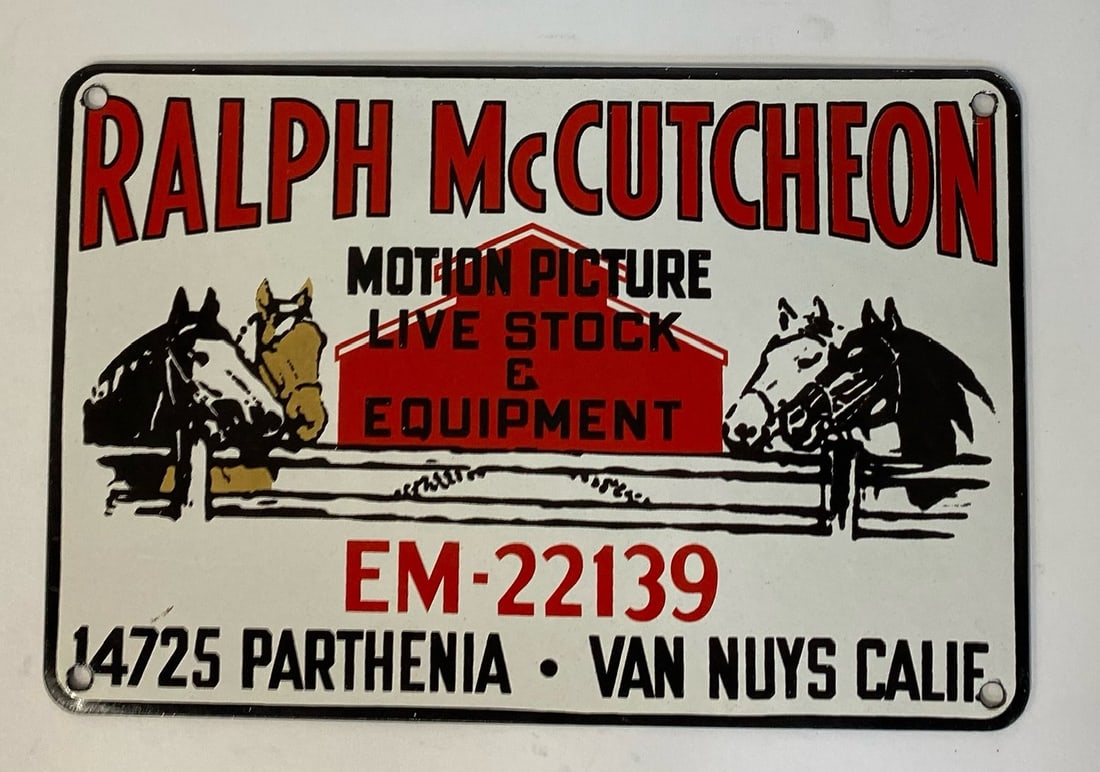 RALPH McCUTCHEON
MOTION PICTURE
LIVE STOCK
&
EQUIPMENT
EM-22139
14725 PARTHENIA • VAN NUYS CALIF.